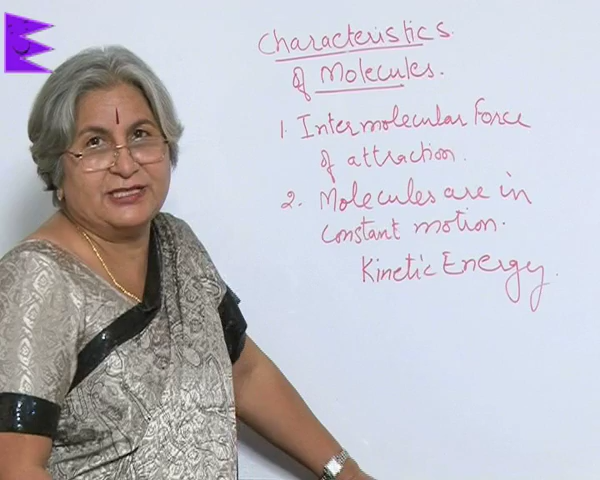 Characteristics
of Molecules.
1. Intermolecular Force
of attraction.
2. Molecules are in
constant motion.
Kinetic Energy.